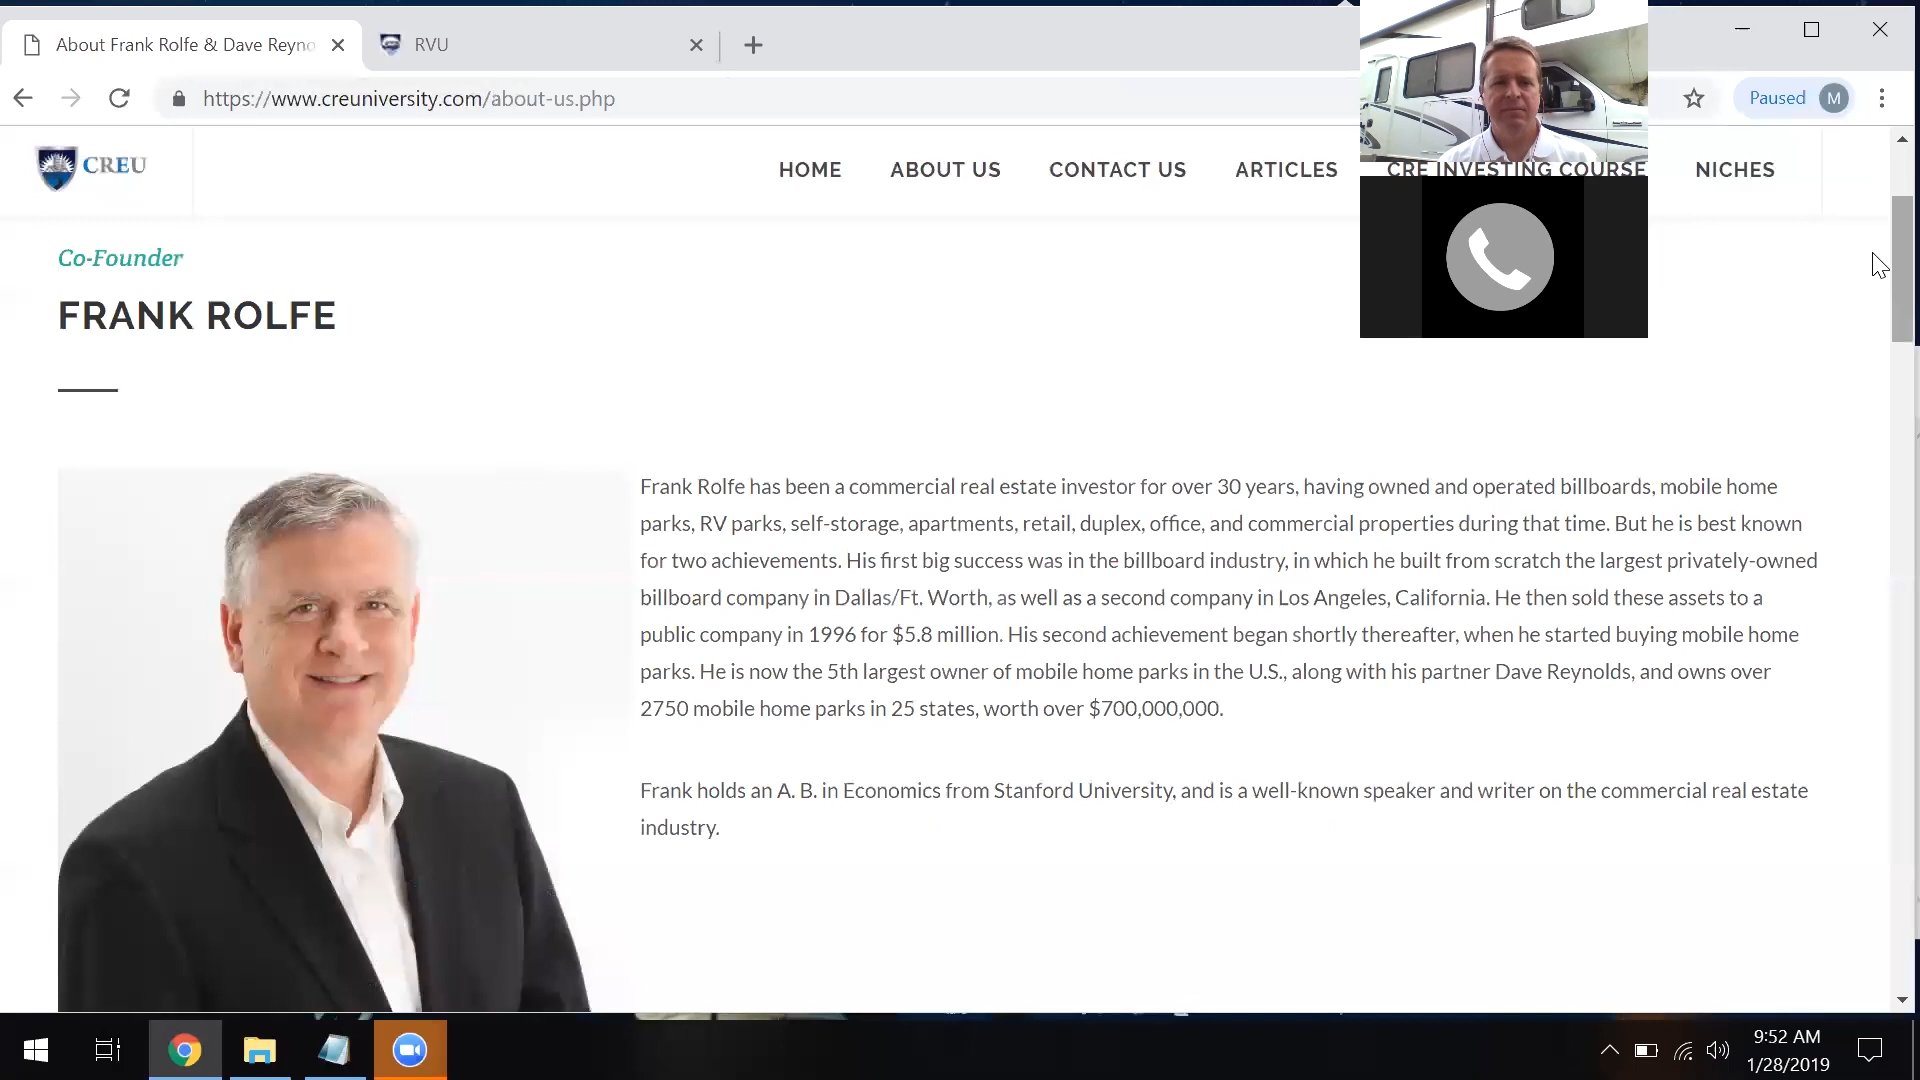 About Frank Rolfe & Dave Reyno
RVU
https://www.creuniversity.com/about-us.php
Paused M
CREU
HOME ABOUT US CONTACT US ARTICLES CRE INVESTING COURSE NICHES
Co-Founder
FRANK ROLFE
Frank Rolfe has been a commercial real estate investor for over 30 years, having owned and operated billboards, mobile home
parks, RV parks, self-storage, apartments, retail, duplex, office, and commercial properties during that time. But he is best known
for two achievements. His first big success was in the billboard industry, in which he built from scratch the largest privately-owned
billboard company in Dallas/Ft. Worth, as well as a second company in Los Angeles, California. He then sold these assets to a
public company in 1996 for $5.8 million. His second achievement began shortly thereafter, when he started buying mobile home
parks. He is now the 5th largest owner of mobile home parks in the U.S., along with his partner Dave Reynolds, and owns over
2750 mobile home parks in 25 states, worth over $700,000,000.
Frank holds an A. B. in Economics from Stanford University, and is a well-known speaker and writer on the commercial real estate
industry.
9:52 AM
1/28/2019